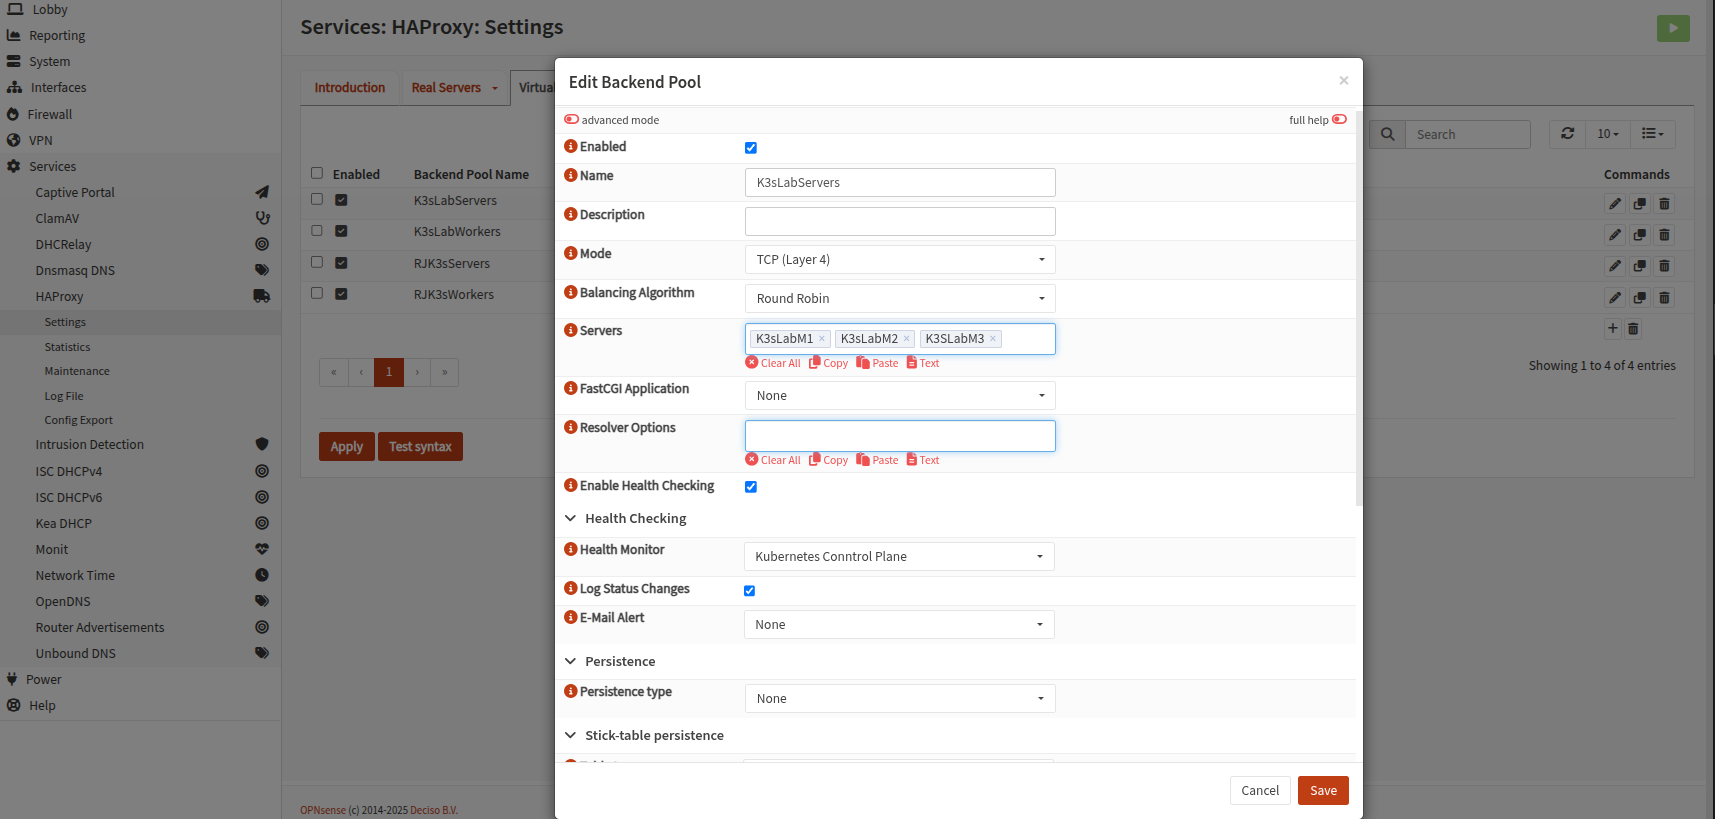 Lobby
Reporting
System
Interfaces
Firewall
VPN
Services
Captive Portal
ClamAV
DHCRelay
Dnsmasq DNS
HAProxy
Settings
Statistics
Maintenance
Log File
Config Export
Intrusion Detection
ISC DHCPv4
ISC DHCPv6
Kea DHCP
Monit
Network Time
OpenDNS
Router Advertisements
Unbound DNS
Power
Help
Services: HAProxy: Settings
Introduction Real Servers Virtual
Search 10
Enabled Backend Pool Name Commands
K3sLabServers
K3sLabWorkers
RJK3sServers
RJK3sWorkers
« ‹ 1 › »
Showing 1 to 4 of 4 entries
Apply Test syntax
OPNsense (c) 2014-2025 Deciso B.V.
Edit Backend Pool ×
advanced mode full help
Enabled
Name K3sLabServers
Description
Mode TCP (Layer 4)
Balancing Algorithm Round Robin
Servers K3sLabM1 × K3sLabM2 × K3SLabM3 ×
Clear All Copy Paste Text
FastCGI Application None
Resolver Options
Clear All Copy Paste Text
Enable Health Checking
Health Checking
Health Monitor Kubernetes Conntrol Plane
Log Status Changes
E-Mail Alert None
Persistence
Persistence type None
Stick-table persistence
Cancel Save